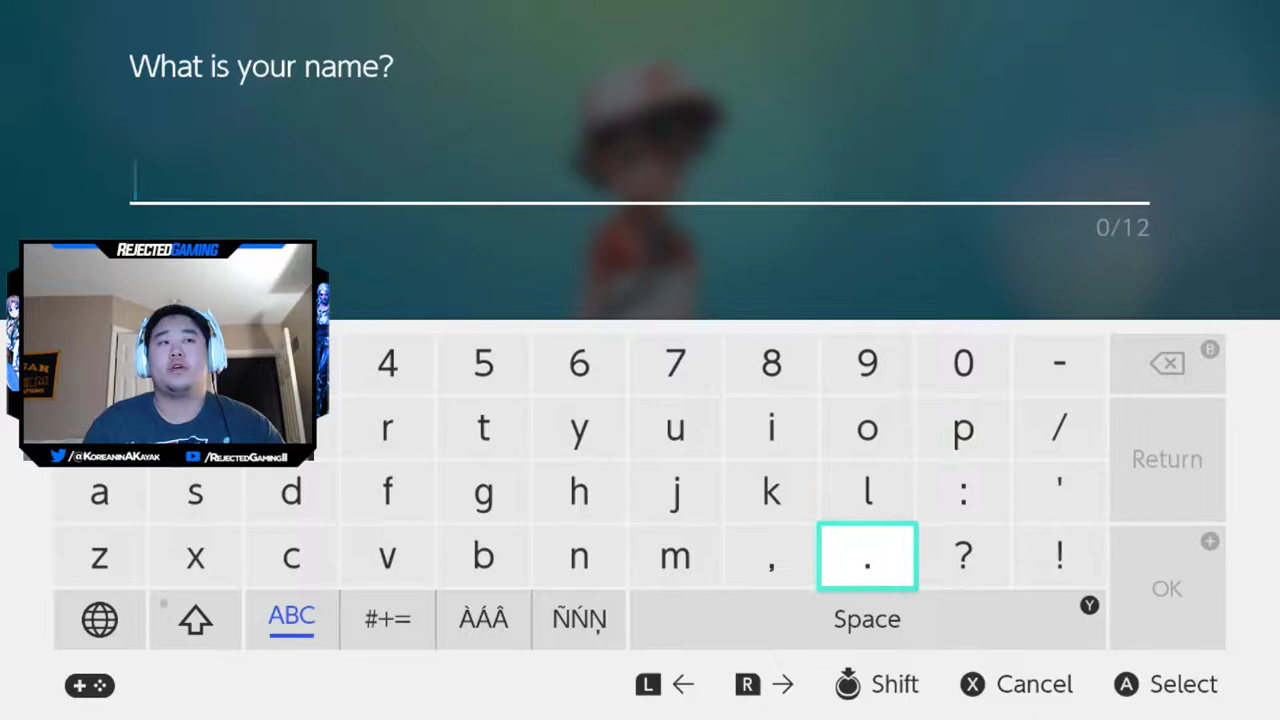 What is your name?
0/12
REJECTEDGAMING
4 5 6 7 8 9 0 -
B
r t y u i o p /
Return
/@KOREANINAKAYAK /REJECTEDGAMINGII
a s d f g h j k l : '
z x c v b n m , . ? !
+
OK
ABC #+= ÀÁÂ ÑŃŅ Space
Y
L ← R → Shift X Cancel A Select